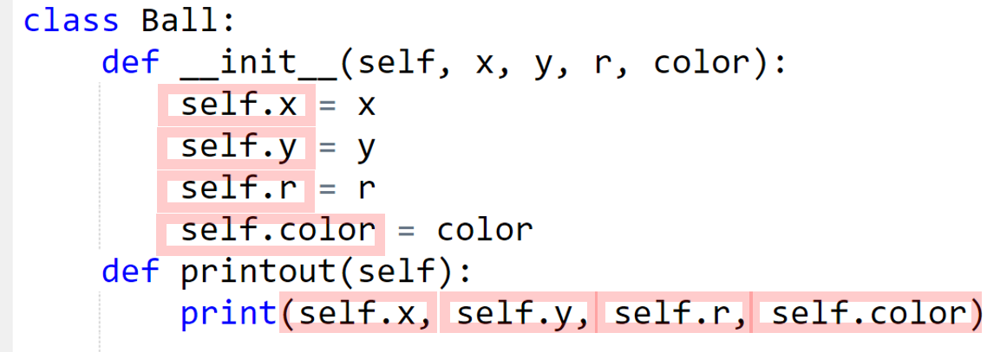 class Ball:
    def __init__(self, x, y, r, color):
        self.x = x
        self.y = y
        self.r = r
        self.color = color
    def printout(self):
        print(self.x, self.y, self.r, self.color)